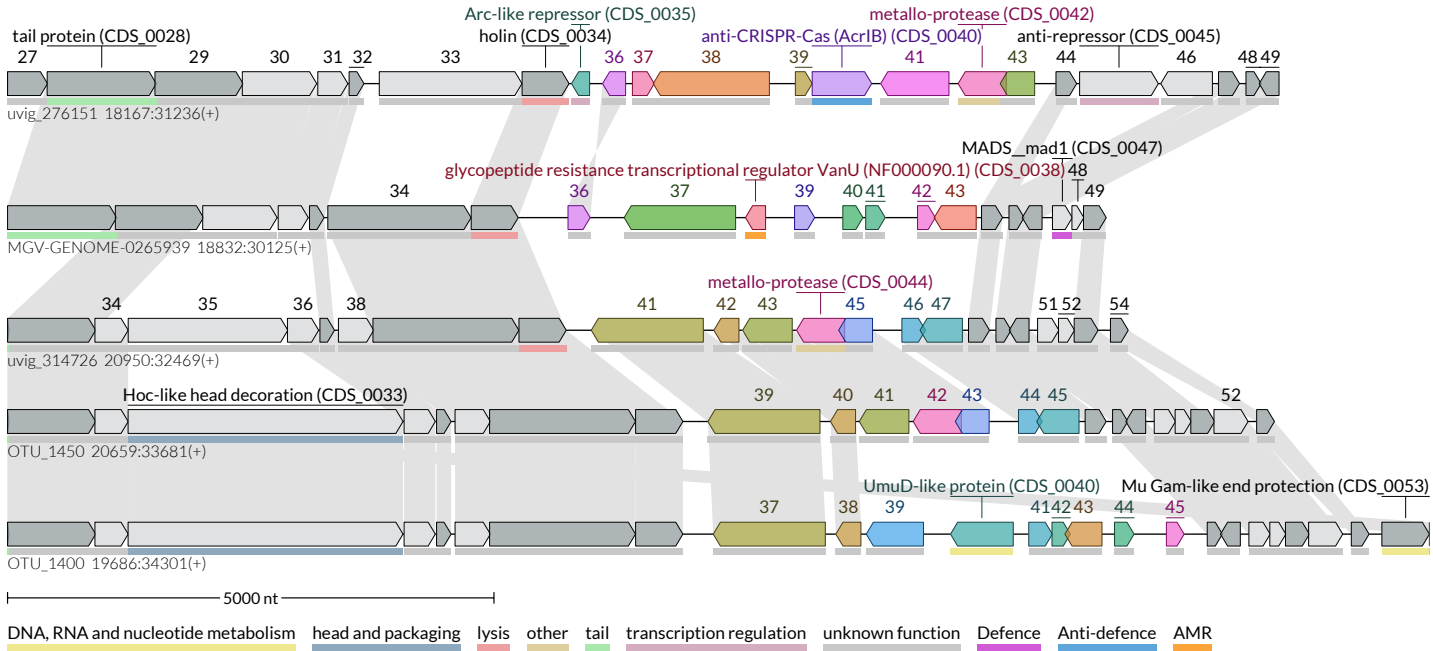 Arc-like repressor (CDS_0035) metallo-protease (CDS_0042)
tail protein (CDS_0028) holin (CDS_0034) anti-CRISPR-Cas (AcrIB) (CDS_0040) anti-repressor (CDS_0045)
27 29 30 31 32 33 36 37 38 39 41 43 44 46 48 49
uvig_276151 18167:31236(+)
MADS__mad1 (CDS_0047)
glycopeptide resistance transcriptional regulator VanU (NF000090.1) (CDS_0038) 48
34 36 37 39 40 41 42 43 49
MGV-GENOME-0265939 18832:30125(+)
metallo-protease (CDS_0044)
34 35 36 38 41 42 43 45 46 47 51 52 54
uvig_314726 20950:32469(+)
Hoc-like head decoration (CDS_0033) 39 40 41 42 43 44 45 52
OTU_1450 20659:33681(+)
UmuD-like protein (CDS_0040) Mu Gam-like end protection (CDS_0053)
37 38 39 41 42 43 44 45
OTU_1400 19686:34301(+)
5000 nt
DNA, RNA and nucleotide metabolism head and packaging lysis other tail transcription regulation unknown function Defence Anti-defence AMR